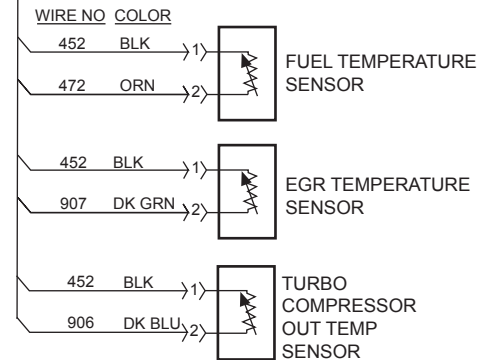 WIRE NO COLOR
452 BLK 1
472 ORN 2
FUEL TEMPERATURE
SENSOR
452 BLK 1
907 DK GRN 2
EGR TEMPERATURE
SENSOR
452 BLK 1
906 DK BLU 2
TURBO
COMPRESSOR
OUT TEMP
SENSOR